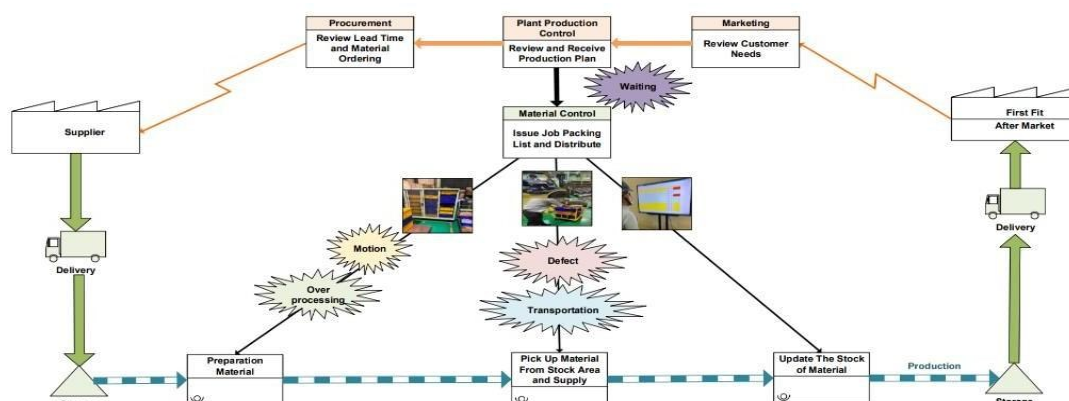 Procurement
Review Lead Time
and Material
Ordering
Plant Production
Control
Review and Receive
Production Plan
Marketing
Review Customer
Needs
Waiting
Supplier
Material Control
Issue Job Packing
List and Distribute
First Fit
After Market
Motion
Defect
Delivery
Delivery
Over
processing
Transportation
Preparation
Material
Pick Up Material
From Stock Area
and Supply
Update The Stock
of Material
Production